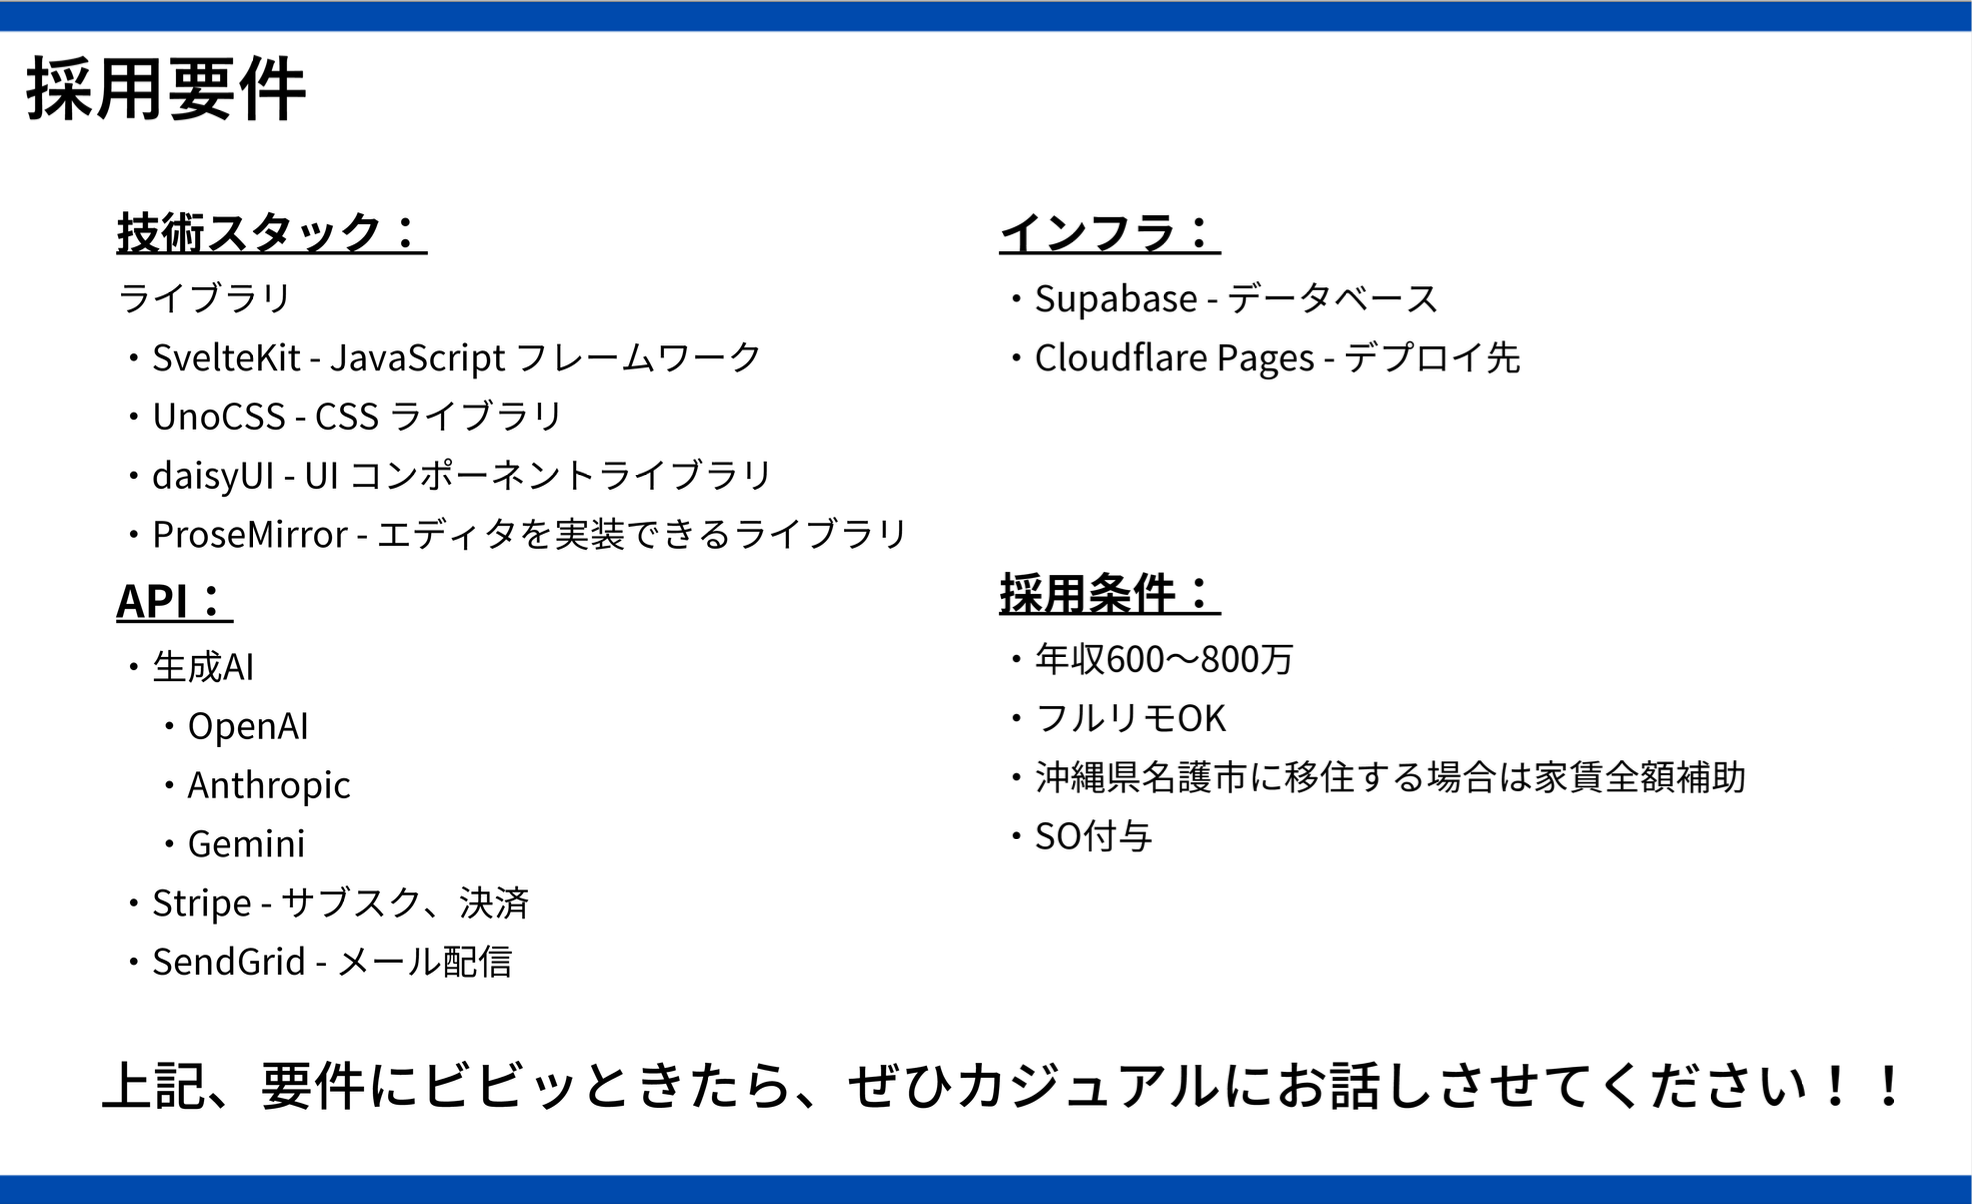 採用要件
技術スタック：
ライブラリ
・SvelteKit - JavaScript フレームワーク
・UnoCSS - CSS ライブラリ
・daisyUI - UI コンポーネントライブラリ
・ProseMirror - エディタを実装できるライブラリ
API：
・生成AI
・OpenAI
・Anthropic
・Gemini
・Stripe - サブスク、決済
・SendGrid - メール配信
インフラ：
・Supabase - データベース
・Cloudflare Pages - デプロイ先
採用条件：
・年収600〜800万
・フルリモOK
・沖縄県名護市に移住する場合は家賃全額補助
・SO付与
上記、要件にビビッときたら、ぜひカジュアルにお話しさせてください！！